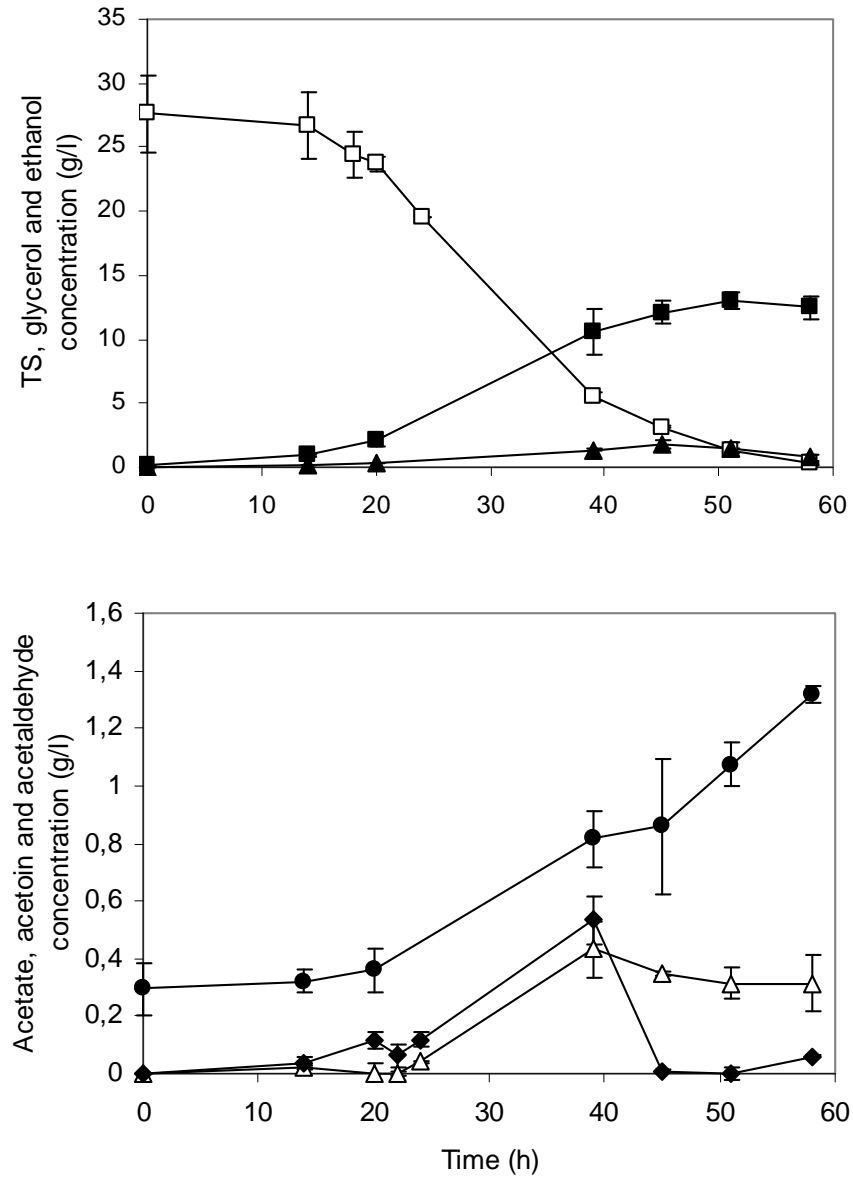 TS, glycerol and ethanol
concentration (g/l)
35
30
25
20
15
10
5
0
0 10 20 30 40 50 60
Acetate, acetoin and acetaldehyde
concentration (g/l)
1,6
1,4
1,2
1
0,8
0,6
0,4
0,2
0
0 10 20 30 40 50 60
Time (h)